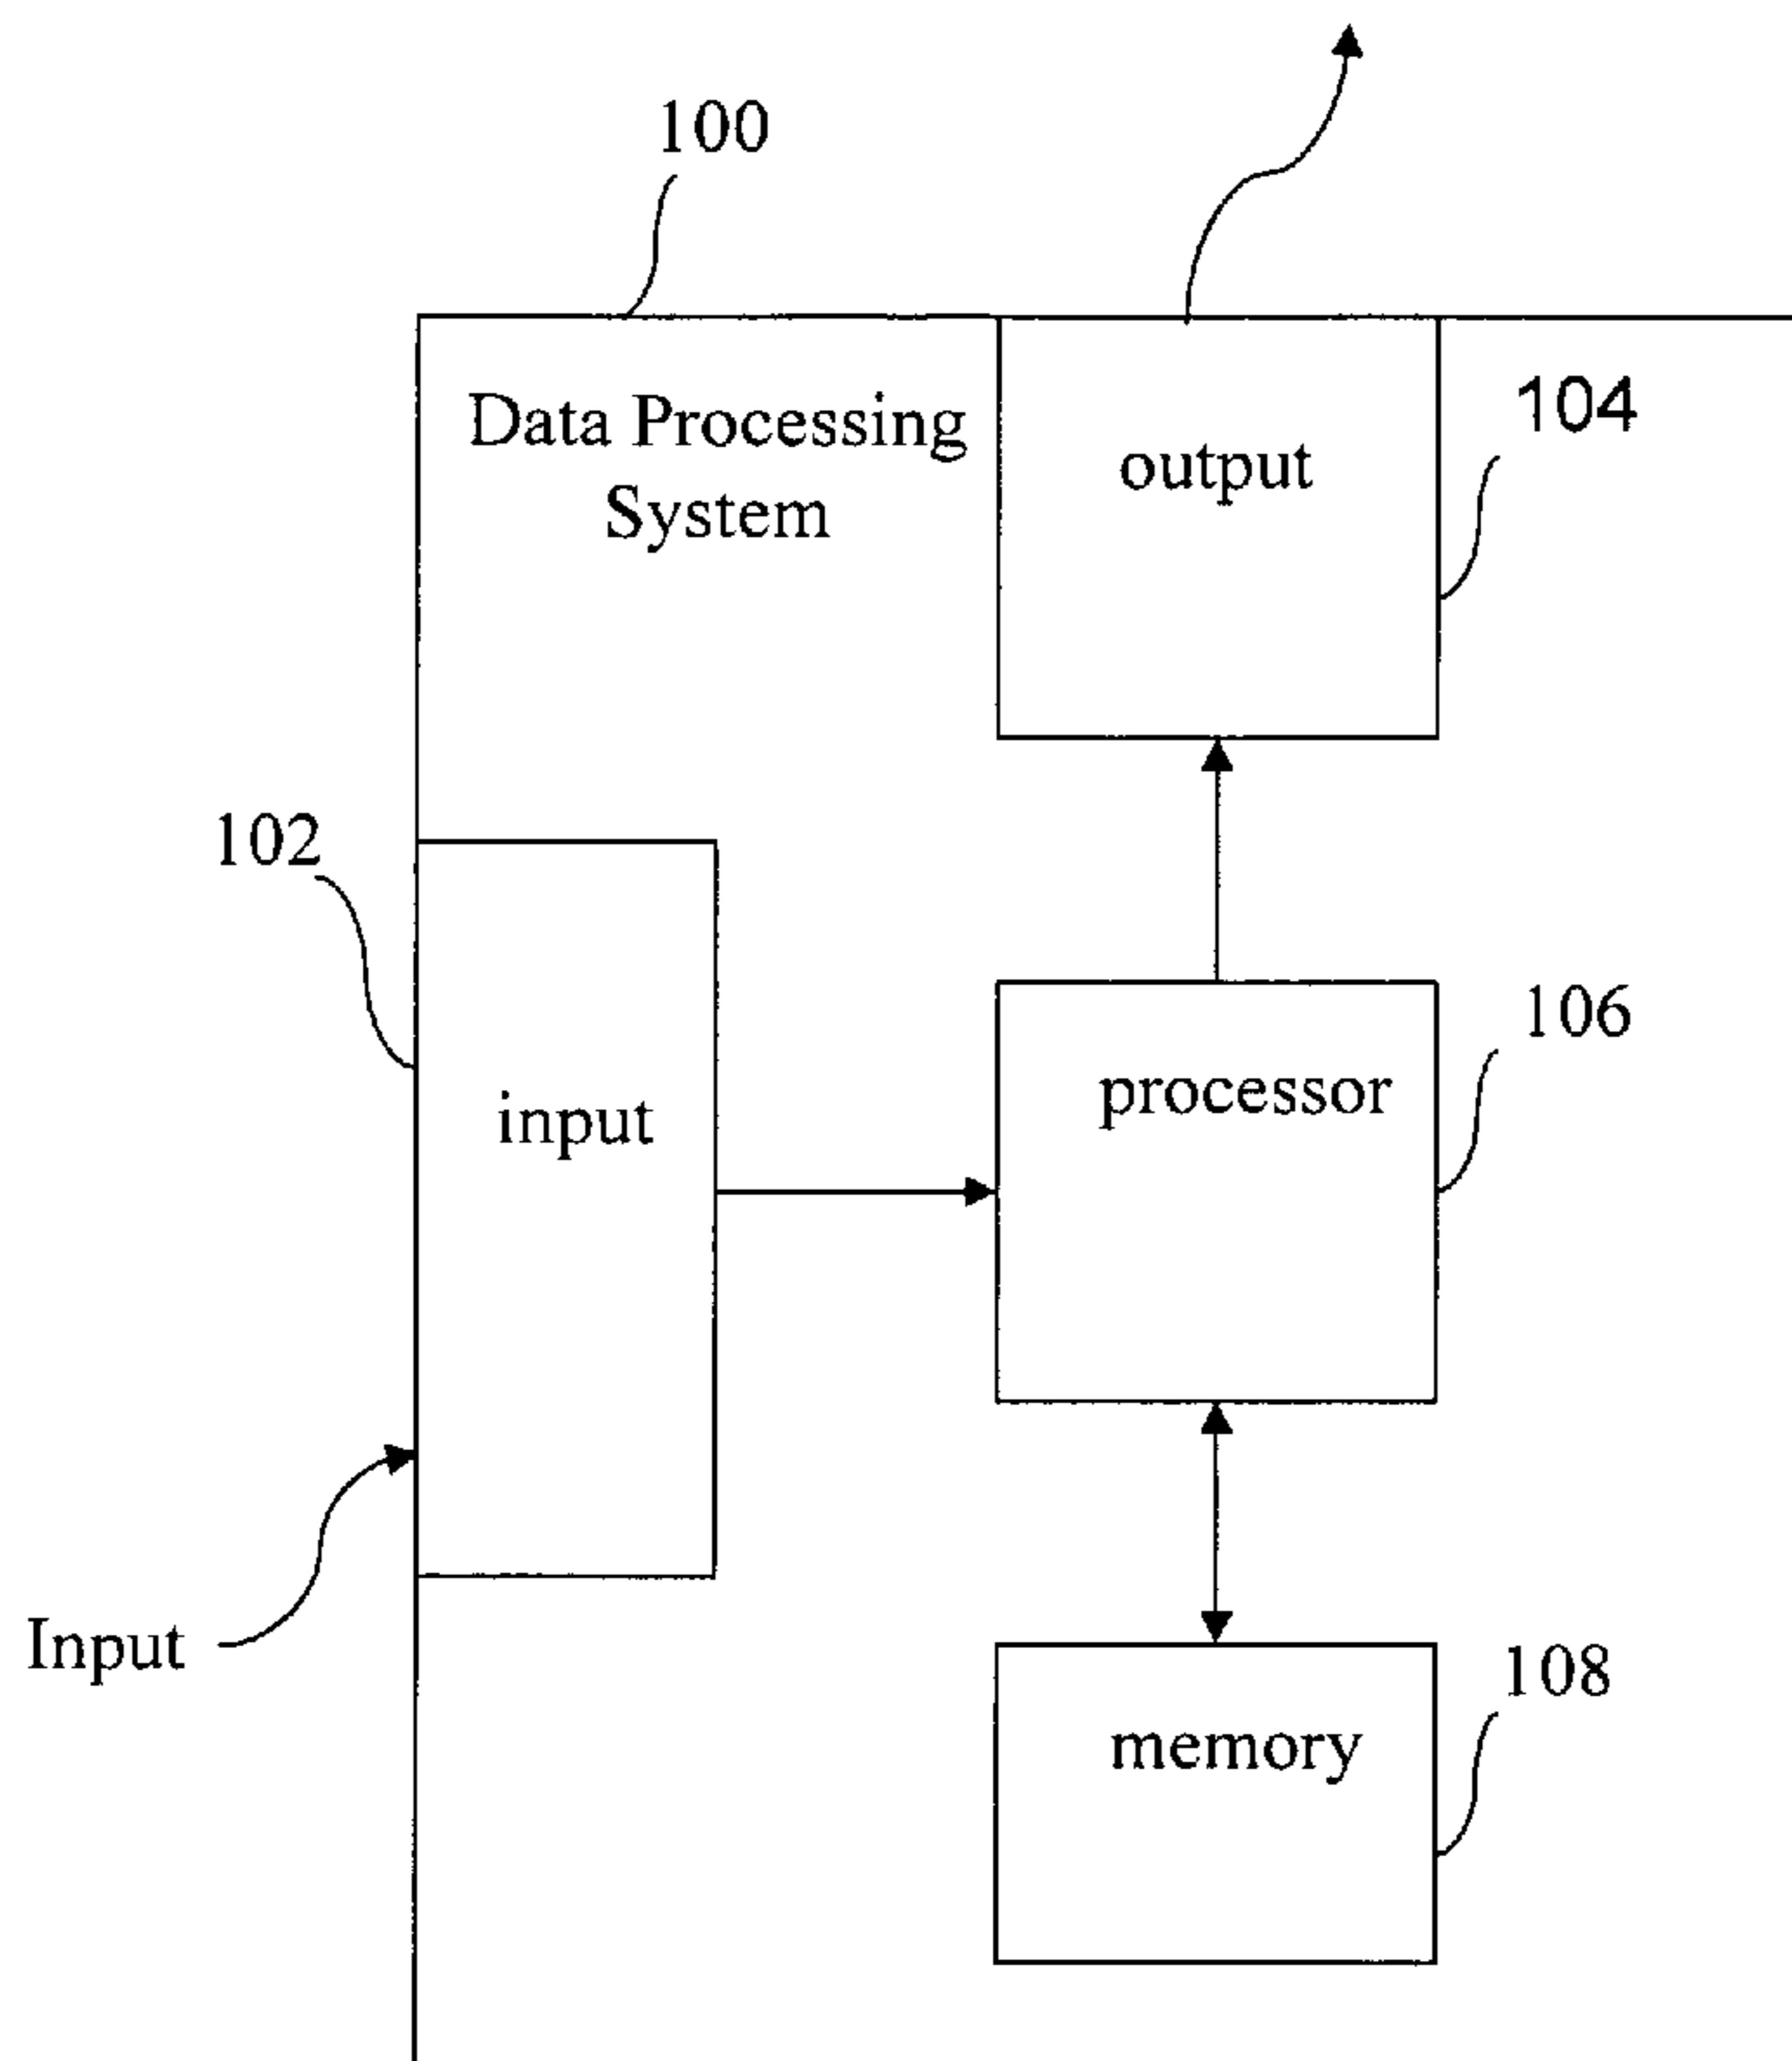 100
Data Processing
System
output
104
102
input
processor
106
Input
memory
108